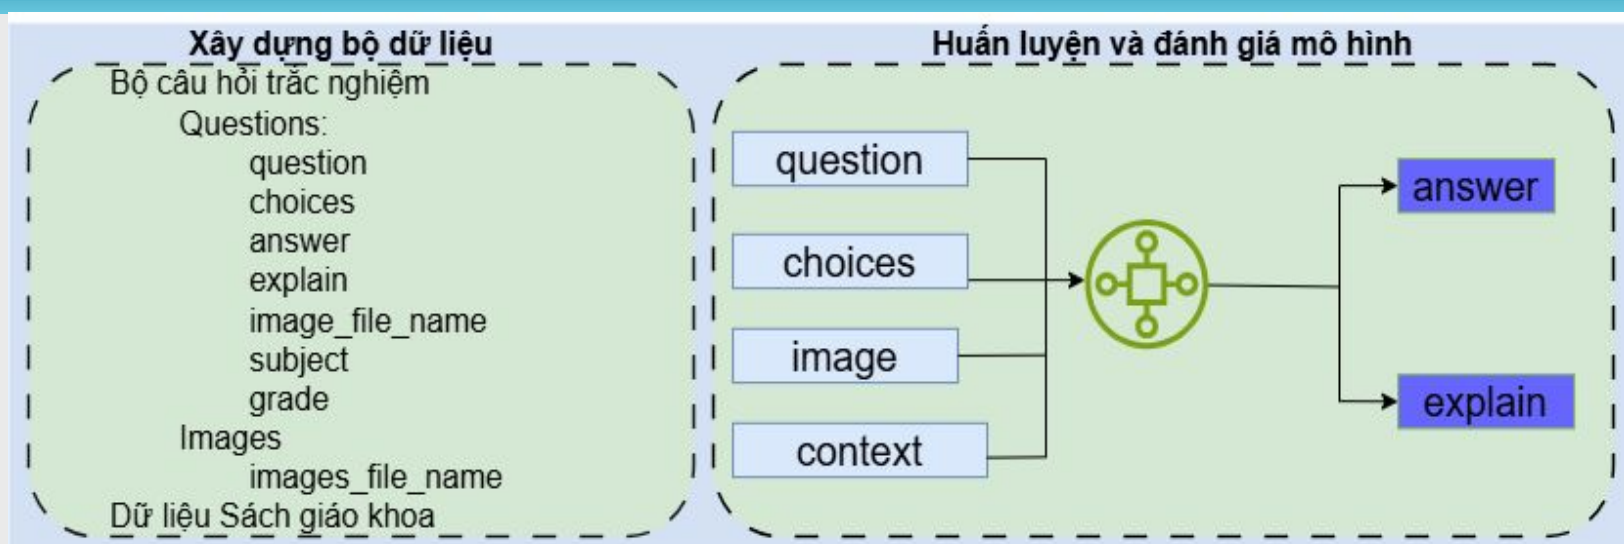 Xây dựng bộ dữ liệu
Bộ câu hỏi trắc nghiệm
Questions:
question
choices
answer
explain
image_file_name
subject
grade
Images
images_file_name
Dữ liệu Sách giáo khoa
Huấn luyện và đánh giá mô hình
question
choices
image
context
answer
explain